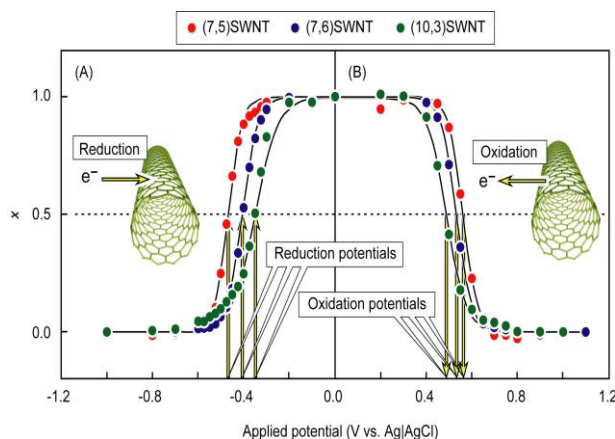 (7,5)SWNT (7,6)SWNT (10,3)SWNT
(A) (B)
1.0
Reduction Oxidation
e⁻ e⁻
x 0.5
Reduction potentials
Oxidation potentials
0.0
-1.2 -0.8 -0.4 0.0 0.4 0.8 1.2
Applied potential (V vs. Ag|AgCl)